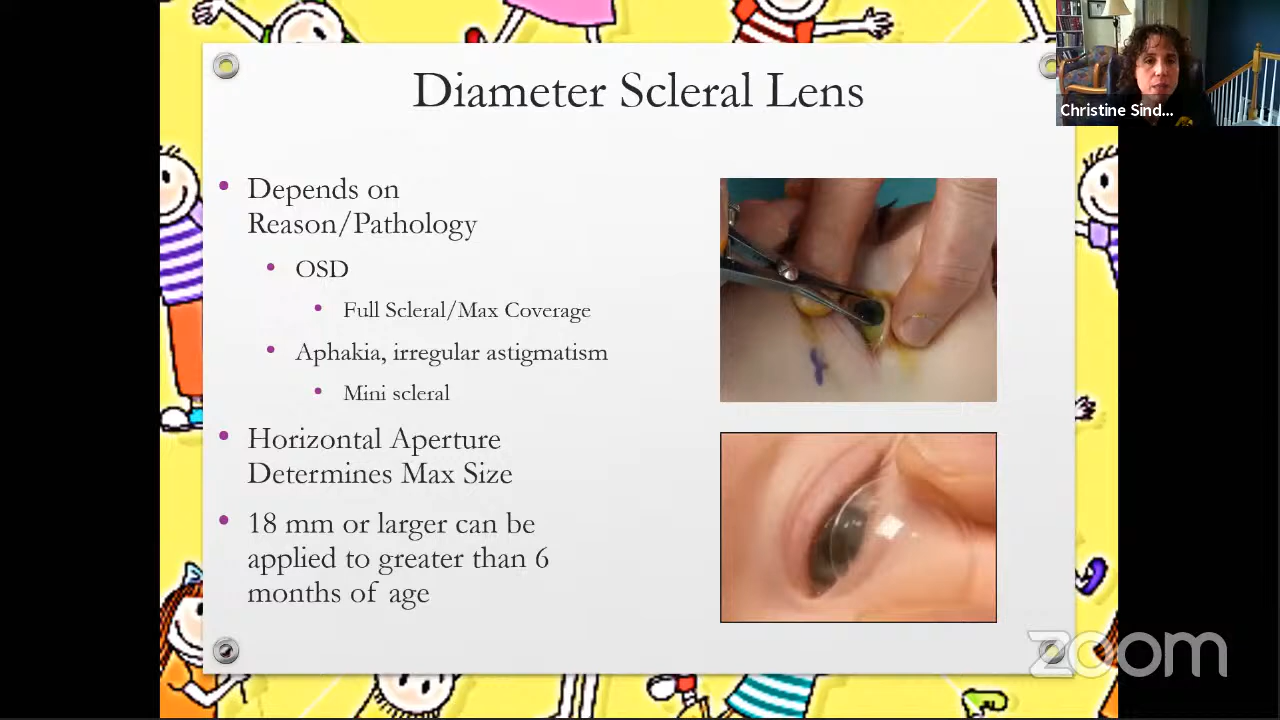 Diameter Scleral Lens
Christine Sind...
• Depends on
Reason/Pathology
• OSD
• Full Scleral/Max Coverage
• Aphakia, irregular astigmatism
• Mini scleral
• Horizontal Aperture
Determines Max Size
• 18 mm or larger can be
applied to greater than 6
months of age
zoom